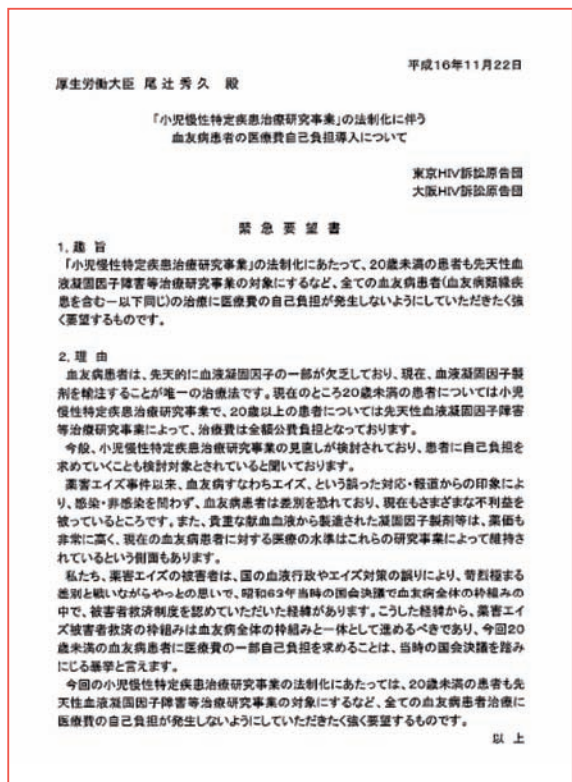 平成16年11月22日
厚生労働大臣 尾辻秀久 殿
「小児慢性特定疾患治療研究事業」の法制化に伴う
血友病患者の医療費自己負担導入について
東京HIV訴訟原告団
大阪HIV訴訟原告団
緊 急 要 望 書
1. 趣 旨
「小児慢性特定疾患治療研究事業」の法制化にあたって、20歳未満の患者も先天性血
液凝固因子障害等治療研究事業の対象にするなど、全ての血友病患者(血友病類縁疾
患を含む－以下同じ)の治療に医療費の自己負担が発生しないようにしていただきたく強
く要望するものです。
2. 理 由
血友病患者は、先天的に血液凝固因子の一部が欠乏しており、現在、血液凝固因子製
剤を輸注することが唯一の治療法です。現在のところ20歳未満の患者については小児
慢性特定疾患治療研究事業で、20歳以上の患者については先天性血液凝固因子障害
等治療研究事業によって、治療費は全額公費負担となっております。
今般、小児慢性特定疾患治療研究事業の見直しが検討されており、患者に自己負担を
求めていくことも検討対象とされていると聞いております。
薬害エイズ事件以来、血友病すなわちエイズ、という誤った対応・報道からの印象によ
り、感染・非感染を問わず、血友病患者は差別を恐れており、現在もさまざまな不利益を
被っているところです。また、貴重な献血血液から製造された凝固因子製剤等は、薬価も
非常に高く、現在の血友病患者に対する医療の水準はこれらの研究事業によって維持さ
れているという側面もあります。
私たち、薬害エイズの被害者は、国の血液行政やエイズ対策の誤りにより、苛烈極まる
差別と戦いながらやっとの思いで、昭和63年当時の国会決議で血友病全体の枠組みの
中で、被害者救済制度を認めていただいた経緯があります。こうした経緯から、薬害エイ
ズ被害者救済の枠組みは血友病全体の枠組みと一体として進めるべきであり、今回20
歳未満の血友病患者に医療費の一部自己負担を求めることは、当時の国会決議を踏み
にじる暴挙と言えます。
今回の小児慢性特定疾患治療研究事業の法制化にあたっては、20歳未満の患者も先
天性血液凝固因子障害等治療研究事業の対象にするなど、全ての血友病患者治療に
医療費の自己負担が発生しないようにしていただきたく強く要望するものです。
以 上